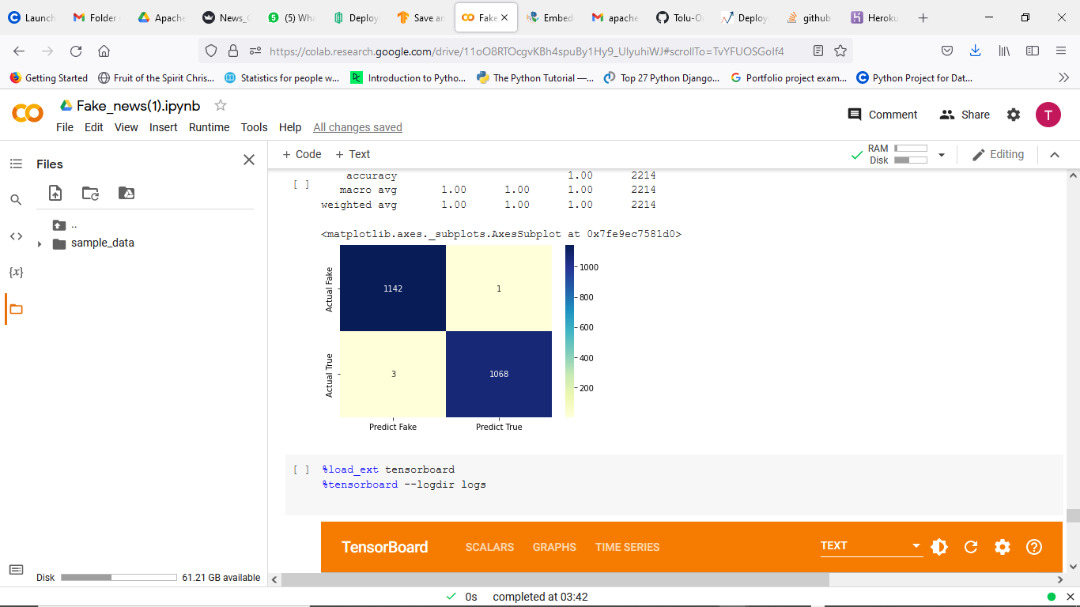 Launch
Folder
Apache
News_
(5) Wh
Deploy
Save ar
Fake
Embed
apache
Tolu-O
Deploy
github
Heroku
https://colab.research.google.com/drive/11oO8RTOcgvKBh4spuBy1Hy9_UIyuhiWJ#scrollTo=TvYFUOSGoIf4
Getting Started
Fruit of the Spirit Chris...
Statistics for people w...
Introduction to Pytho...
The Python Tutorial —...
Top 27 Python Django...
Portfolio project exam...
Python Project for Dat...
Fake_news(1).ipynb
File Edit View Insert Runtime Tools Help All changes saved
Comment Share T
Files
+ Code + Text
RAM
Disk
Editing
..
sample_data
[ ]
accuracy 1.00 2214
macro avg 1.00 1.00 1.00 2214
weighted avg 1.00 1.00 1.00 2214
<matplotlib.axes._subplots.AxesSubplot at 0x7fe9ec7581d0>
Actual Fake
1142
1
Actual True
3
1068
Predict Fake
Predict True
1000
800
600
400
200
[ ] %load_ext tensorboard
%tensorboard --logdir logs
TensorBoard SCALARS GRAPHS TIME SERIES TEXT
Disk 61.21 GB available
0s completed at 03:42